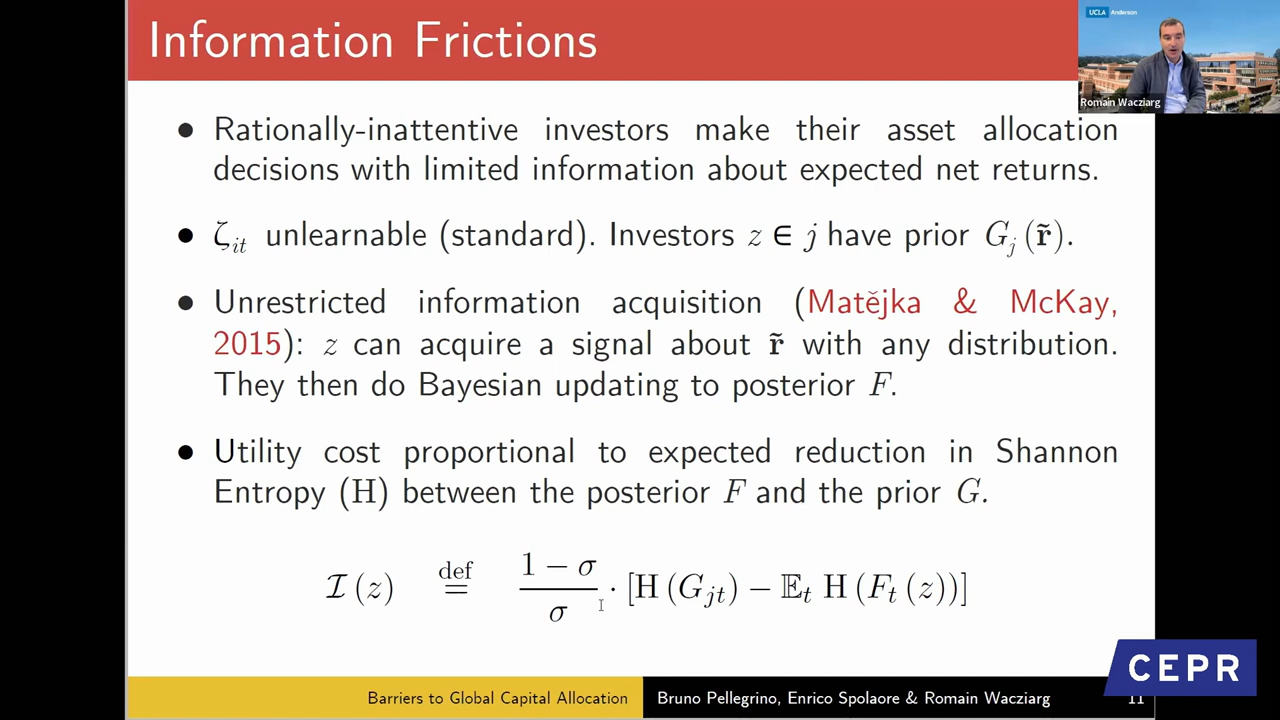 Information Frictions
UCLA Anderson
Romain Wacziarg
• Rationally-inattentive investors make their asset allocation
decisions with limited information about expected net returns.
• ζ_it unlearnable (standard). Investors z ∈ j have prior G_j (r̃).
• Unrestricted information acquisition (Matějka & McKay,
2015): z can acquire a signal about r̃ with any distribution.
They then do Bayesian updating to posterior F.
• Utility cost proportional to expected reduction in Shannon
Entropy (H) between the posterior F and the prior G.
I (z) def= (1 − σ)/σ · [H (G_jt) − 𝔼_t H (F_t (z))]
CEPR
Barriers to Global Capital Allocation
Bruno Pellegrino, Enrico Spolaore & Romain Wacziarg
11